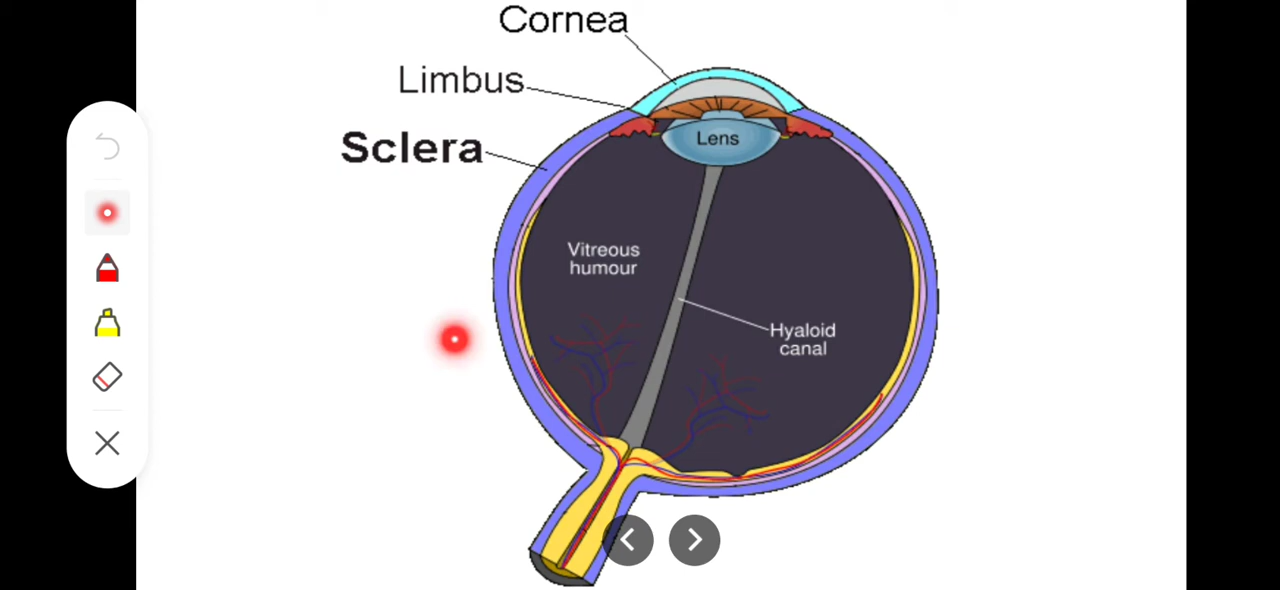 Cornea
Limbus
Sclera
Lens
Vitreous
humour
Hyaloid
canal